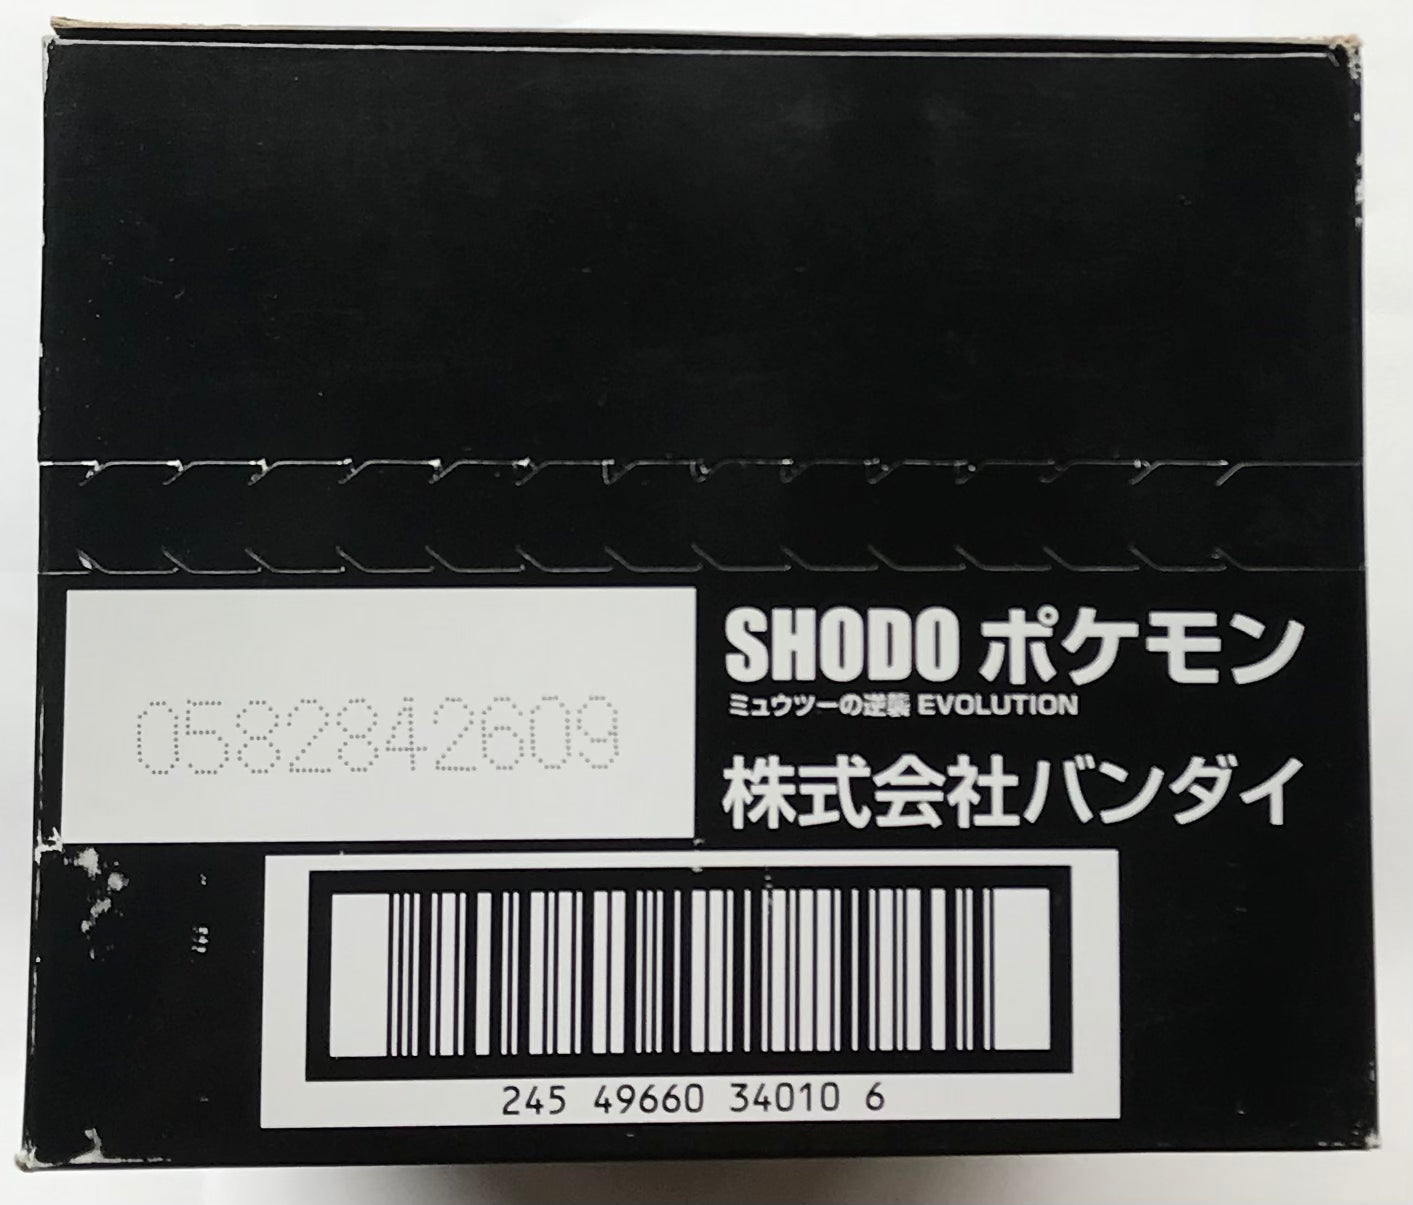 SHODO ポケモン
ミュウツーの逆襲 EVOLUTION
株式会社バンダイ
0582842609
245 49660 34010 6